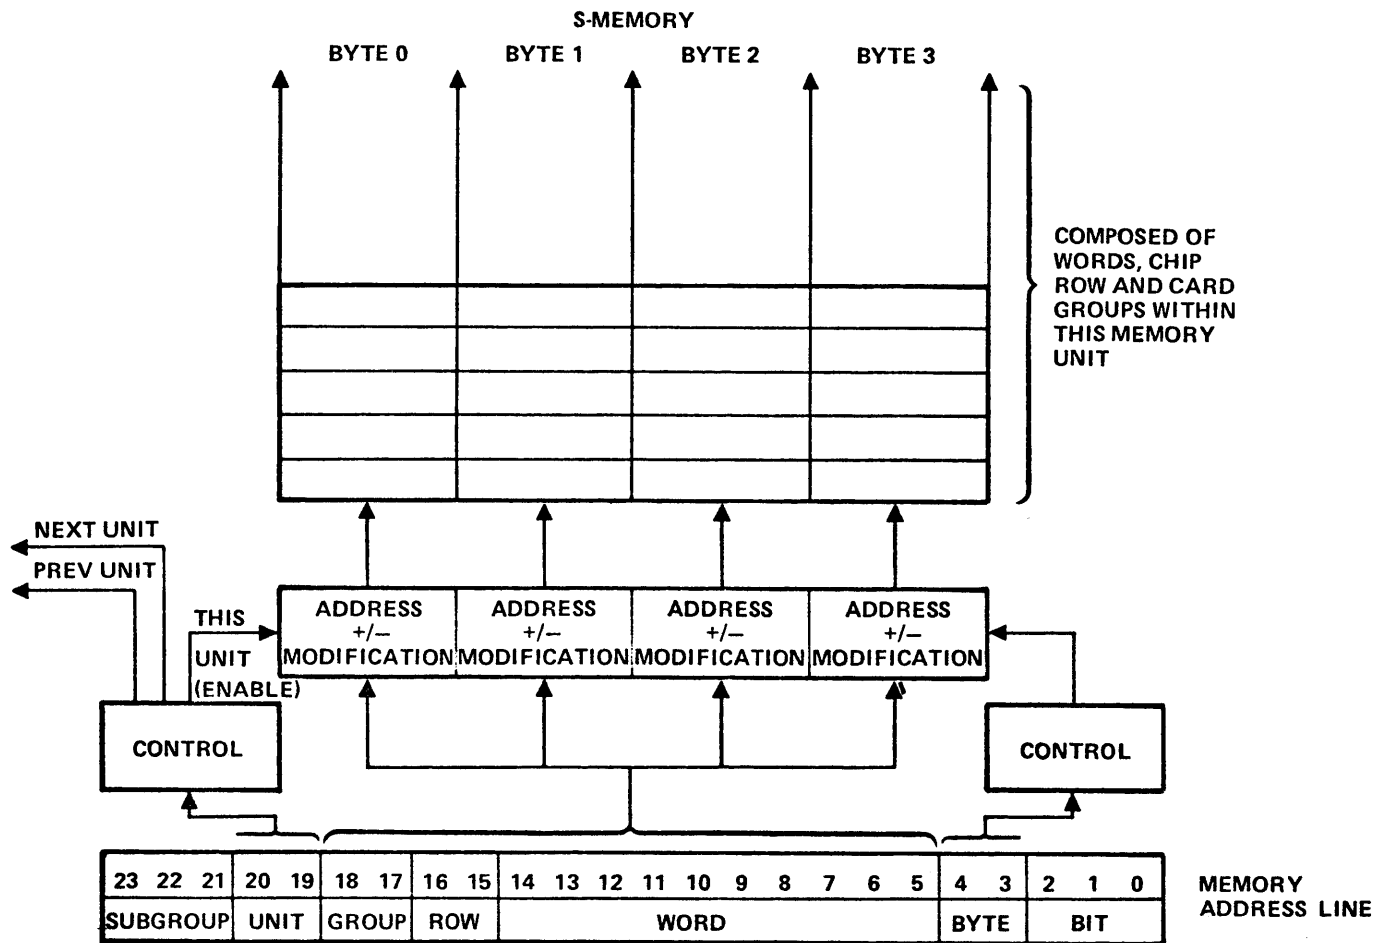 S-MEMORY
BYTE 0 BYTE 1 BYTE 2 BYTE 3
COMPOSED OF
WORDS, CHIP
ROW AND CARD
GROUPS WITHIN
THIS MEMORY
UNIT
NEXT UNIT
PREV UNIT
THIS
UNIT
(ENABLE)
ADDRESS
+/–
MODIFICATION
ADDRESS
+/–
MODIFICATION
ADDRESS
+/–
MODIFICATION
ADDRESS
+/–
MODIFICATION
CONTROL
CONTROL
23 22 21 20 19 18 17 16 15 14 13 12 11 10 9 8 7 6 5 4 3 2 1 0
SUBGROUP UNIT GROUP ROW WORD BYTE BIT
MEMORY
ADDRESS LINE